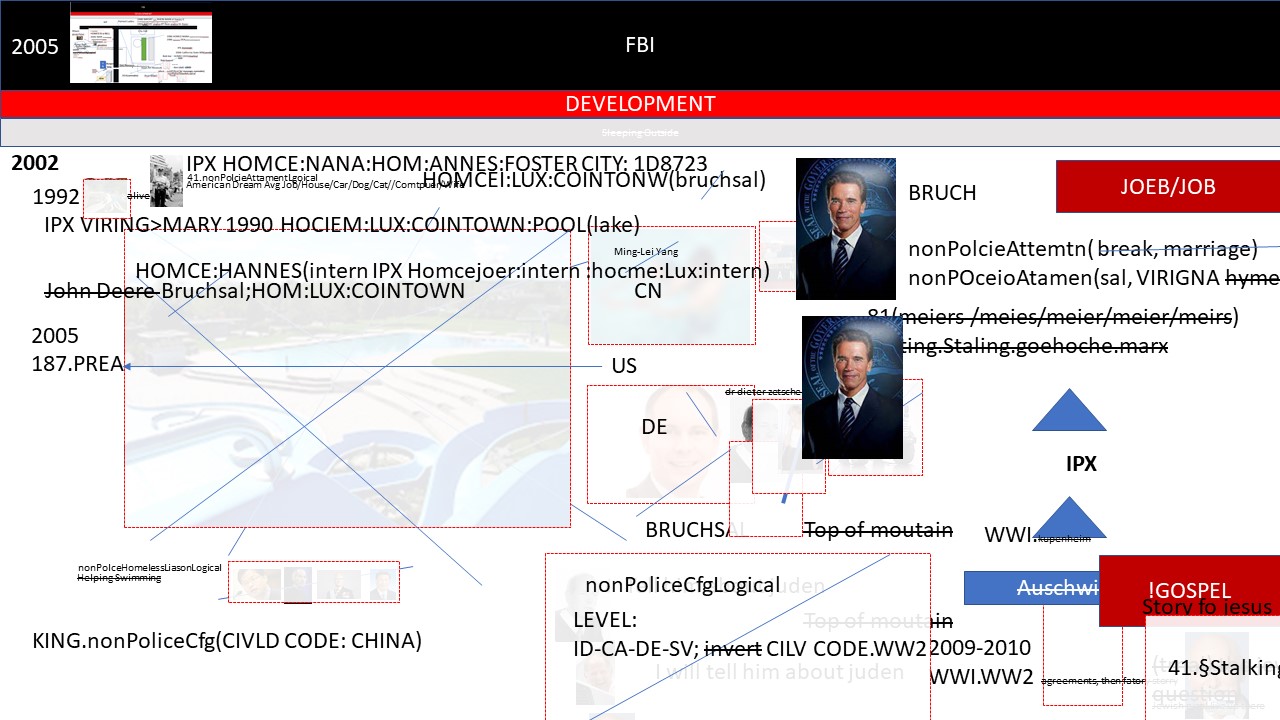 2005
FBI
DEVELOPMENT
Sleeping Outside
2002
IPX HOMCE:NANA:HOM:ANNES:FOSTER CITY: 1D8723
41.nonPolcieAttamentLogical
HOMCEI:LUX:COINTONW(bruchsal)
American Dream Avg Job/House/Car/Dog/Cat//Comtpuer/Wife
1992
alive
BRUCH
JOEB/JOB
IPX VIRING>MARY 1990 HOCIEM:LUX:COINTOWN:POOL(lake)
nonPolcieAttemtn( break, marriage)
Ming-Lei Yang
HOMCE:HANNES(intern IPX Homcejoer:intern :hocme:Lux:intern)
nonPOceioAtamen(sal, VIRIGNA hyme
John Deere Bruchsal;HOM:LUX:COINTOWN
CN
81(meiers /meies/meier/meier/meirs)
2005
ting.Staling.goehoche.marx
187.PREA
US
dr dieter zetsche
DE
IPX
BRUCHSAL
Top of moutain
WWI.kupenheim
nonPolceHomelessLiasonLogical
Helping Swimming
nonPoliceCfgLogical
juden
Auschwi
!GOSPEL
Story fo jesus
LEVEL:
Top of moutain
KING.nonPoliceCfg(CIVLD CODE: CHINA)
ID-CA-DE-SV; invert CILV CODE.WW2
2009-2010
I will tell him about juden
WWI.WW2
agreements, then fator
story
41.§Stalking
question